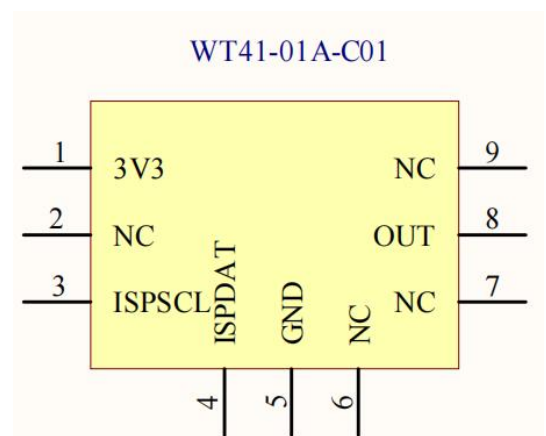 WT41-01A-C01
1 3V3 NC 9
2 NC OUT 8
3 ISPSCL NC 7
ISPDAT GND NC
4 5 6